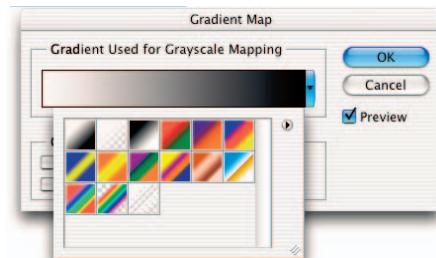 Gradient Map
Gradient Used for Grayscale Mapping
OK
Cancel
Preview